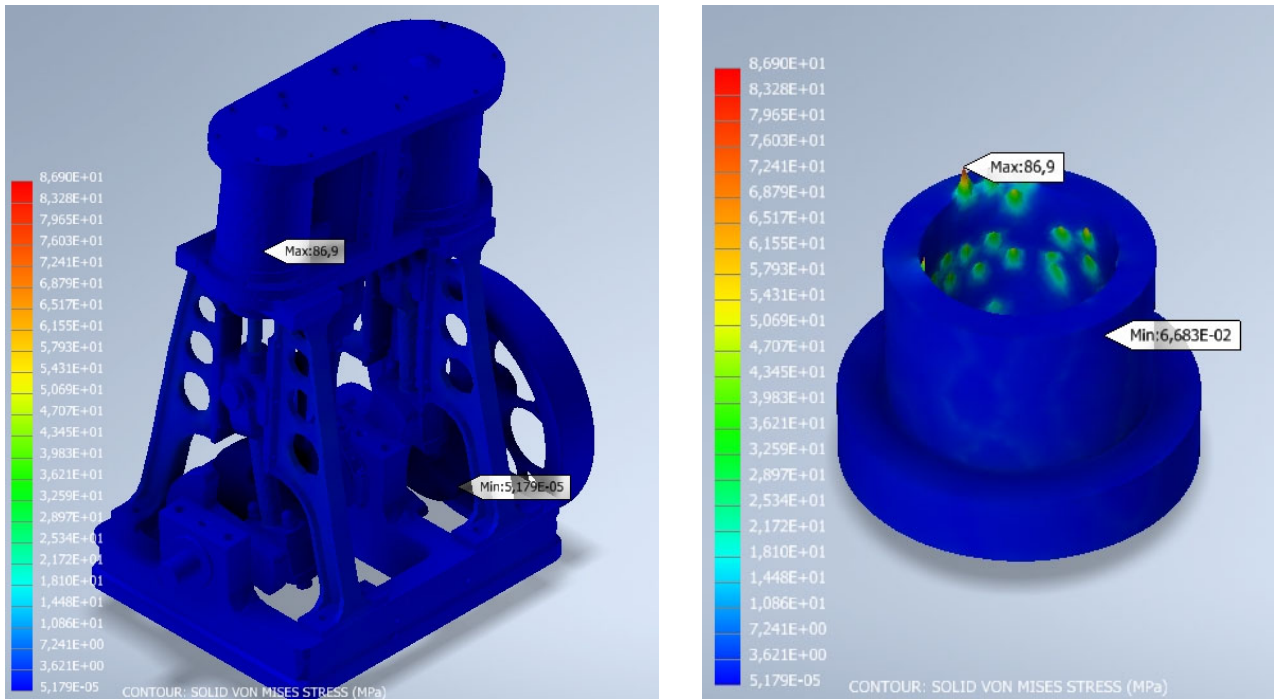 8,690E+01
8,328E+01
7,965E+01
7,603E+01
7,241E+01
6,879E+01
6,517E+01
6,155E+01
5,793E+01
5,431E+01
5,069E+01
4,707E+01
4,345E+01
3,983E+01
3,621E+01
3,259E+01
2,897E+01
2,534E+01
2,172E+01
1,810E+01
1,448E+01
1,086E+01
7,241E+00
3,621E+00
5,179E-05
Max:86,9
Min:5,179E-05
CONTOUR: SOLID VON MISES STRESS (MPa)
8,690E+01
8,328E+01
7,965E+01
7,603E+01
7,241E+01
6,879E+01
6,517E+01
6,155E+01
5,793E+01
5,431E+01
5,069E+01
4,707E+01
4,345E+01
3,983E+01
3,621E+01
3,259E+01
2,897E+01
2,534E+01
2,172E+01
1,810E+01
1,448E+01
1,086E+01
7,241E+00
3,621E+00
5,179E-05
Max:86,9
Min:6,683E-02
CONTOUR: SOLID VON MISES STRESS (MPa)